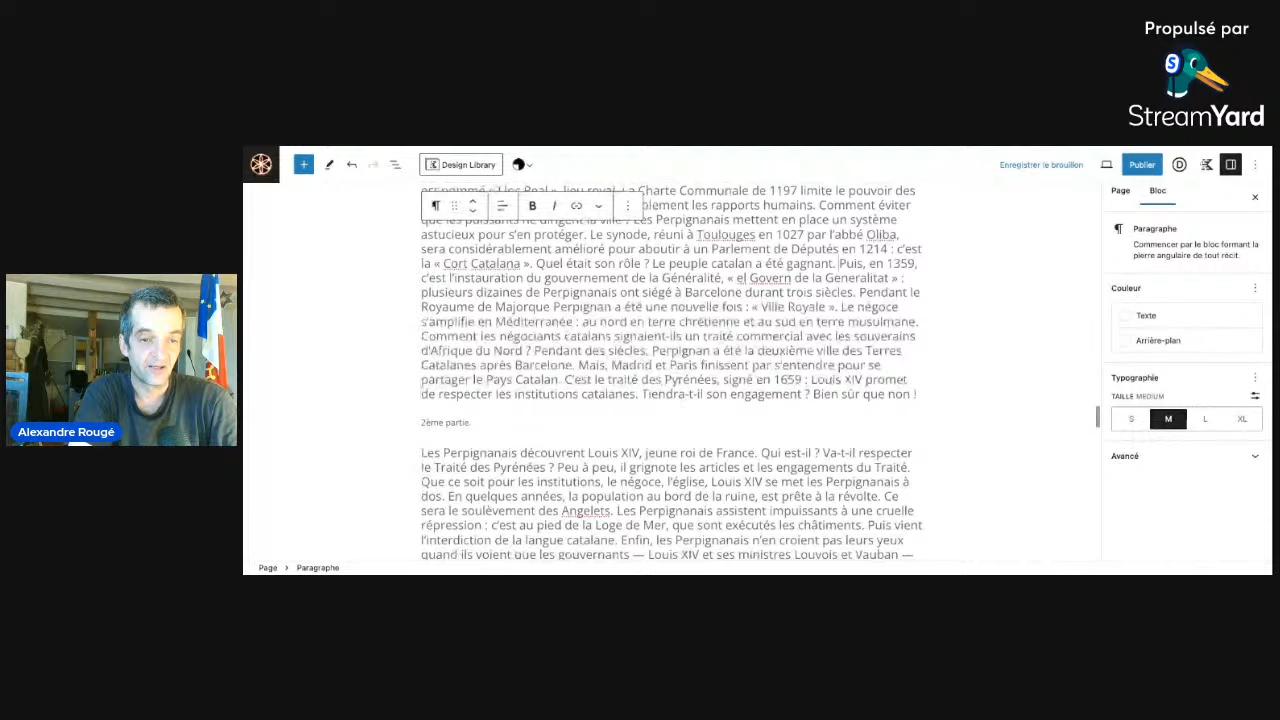 Propulsé par
StreamYard
Design Library
Enregistrer le brouillon
Publier
est nommé « lloc Real », lieu royal. La Charte Communale de 1197 limite le pouvoir des
blement les rapports humains. Comment éviter
que les puissants ne dirigent la ville ? Les Perpignanais mettent en place un système
astucieux pour s'en protéger. Le synode, réuni à Toulouges en 1027 par l'abbé Oliba,
sera considérablement amélioré pour aboutir à un Parlement de Députés en 1214 : c'est
la « Cort Catalana ». Quel était son rôle ? Le peuple catalan a été gagnant. Puis, en 1359,
c'est l'instauration du gouvernement de la Généralité, « el Govern de la Generalitat » :
plusieurs dizaines de Perpignanais ont siégé à Barcelone durant trois siècles. Pendant le
Royaume de Majorque Perpignan a été une nouvelle fois : « Ville Royale ». Le négoce
s'amplifie en Méditerranée : au nord en terre chrétienne et au sud en terre musulmane.
Comment les négociants catalans signaient-ils un traité commercial avec les souverains
d'Afrique du Nord ? Pendant des siècles, Perpignan a été la deuxième ville des Terres
Catalanes après Barcelone. Mais, Madrid et Paris finissent par s'entendre pour se
partager le Pays Catalan. C'est le traité des Pyrénées, signé en 1659 : Louis XIV promet
de respecter les institutions catalanes. Tiendra-t-il son engagement ? Bien sûr que non !
2ème partie.
Les Perpignanais découvrent Louis XIV, jeune roi de France. Qui est-il ? Va-t-il respecter
le Traité des Pyrénées ? Peu à peu, il grignote les articles et les engagements du Traité.
Que ce soit pour les institutions, le négoce, l'église, Louis XIV se met les Perpignanais à
dos. En quelques années, la population au bord de la ruine, est prête à la révolte. Ce
sera le soulèvement des Angelets. Les Perpignanais assistent impuissants à une cruelle
répression : c'est au pied de la Loge de Mer, que sont exécutés les châtiments. Puis vient
l'interdiction de la langue catalane. Enfin, les Perpignanais n'en croient pas leurs yeux
quand ils voient que les gouvernants — Louis XIV et ses ministres Louvois et Vauban —
Page
Bloc
Paragraphe
Commencer par le bloc formant la
pierre angulaire de tout récit.
Couleur
Texte
Arrière-plan
Typographie
TAILLE MEDIUM
S M L XL
Avancé
Page > Paragraphe
Alexandre Rougé